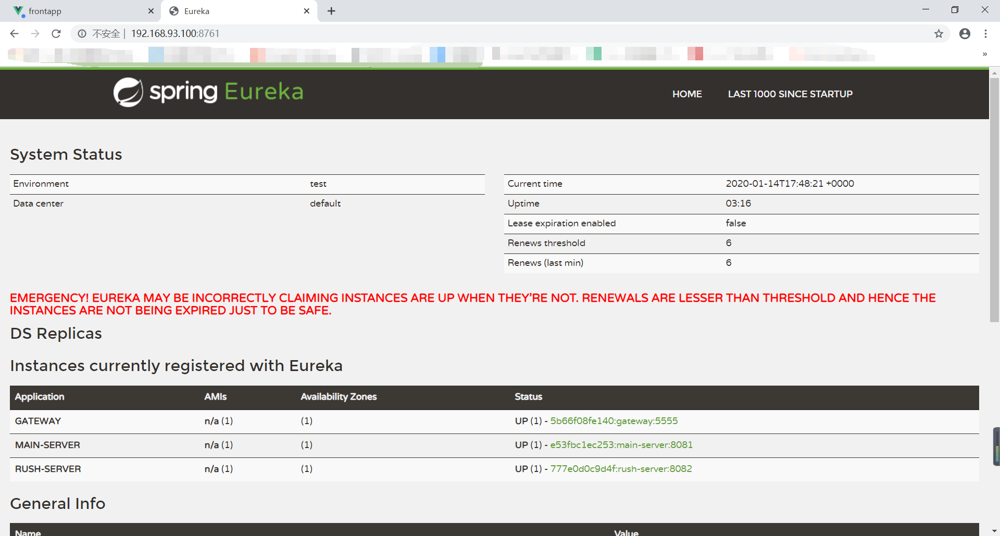 frontapp
Eureka
不安全 | 192.168.93.100:8761
»
spring Eureka
HOME
LAST 1000 SINCE STARTUP
System Status
Environment test
Data center default
Current time 2020-01-14T17:48:21 +0000
Uptime 03:16
Lease expiration enabled false
Renews threshold 6
Renews (last min) 6
EMERGENCY! EUREKA MAY BE INCORRECTLY CLAIMING INSTANCES ARE UP WHEN THEY'RE NOT. RENEWALS ARE LESSER THAN THRESHOLD AND HENCE THE
INSTANCES ARE NOT BEING EXPIRED JUST TO BE SAFE.
DS Replicas
Instances currently registered with Eureka
Application AMIs Availability Zones Status
GATEWAY n/a (1) (1) UP (1) - 5b66f08fe140:gateway:5555
MAIN-SERVER n/a (1) (1) UP (1) - e53fbc1ec253:main-server:8081
RUSH-SERVER n/a (1) (1) UP (1) - 777e0d0c9d4f:rush-server:8082
General Info
Name Value